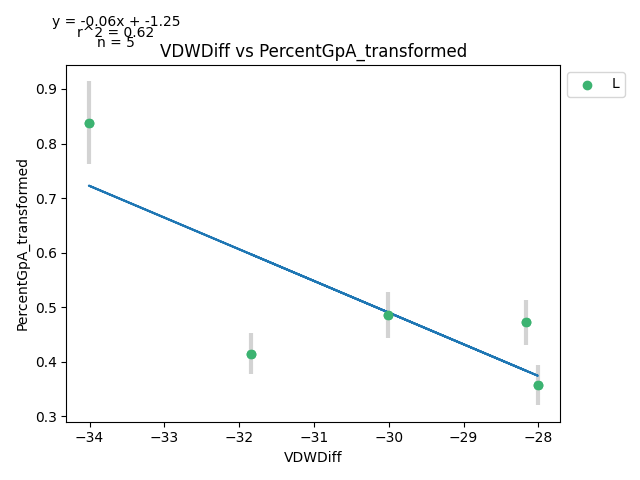 y = -0.06x + -1.25
r^2 = 0.62
n = 5
VDWDiff vs PercentGpA_transformed
L
PercentGpA_transformed
0.9
0.8
0.7
0.6
0.5
0.4
0.3
−34
−33
−32
−31
−30
−29
−28
VDWDiff